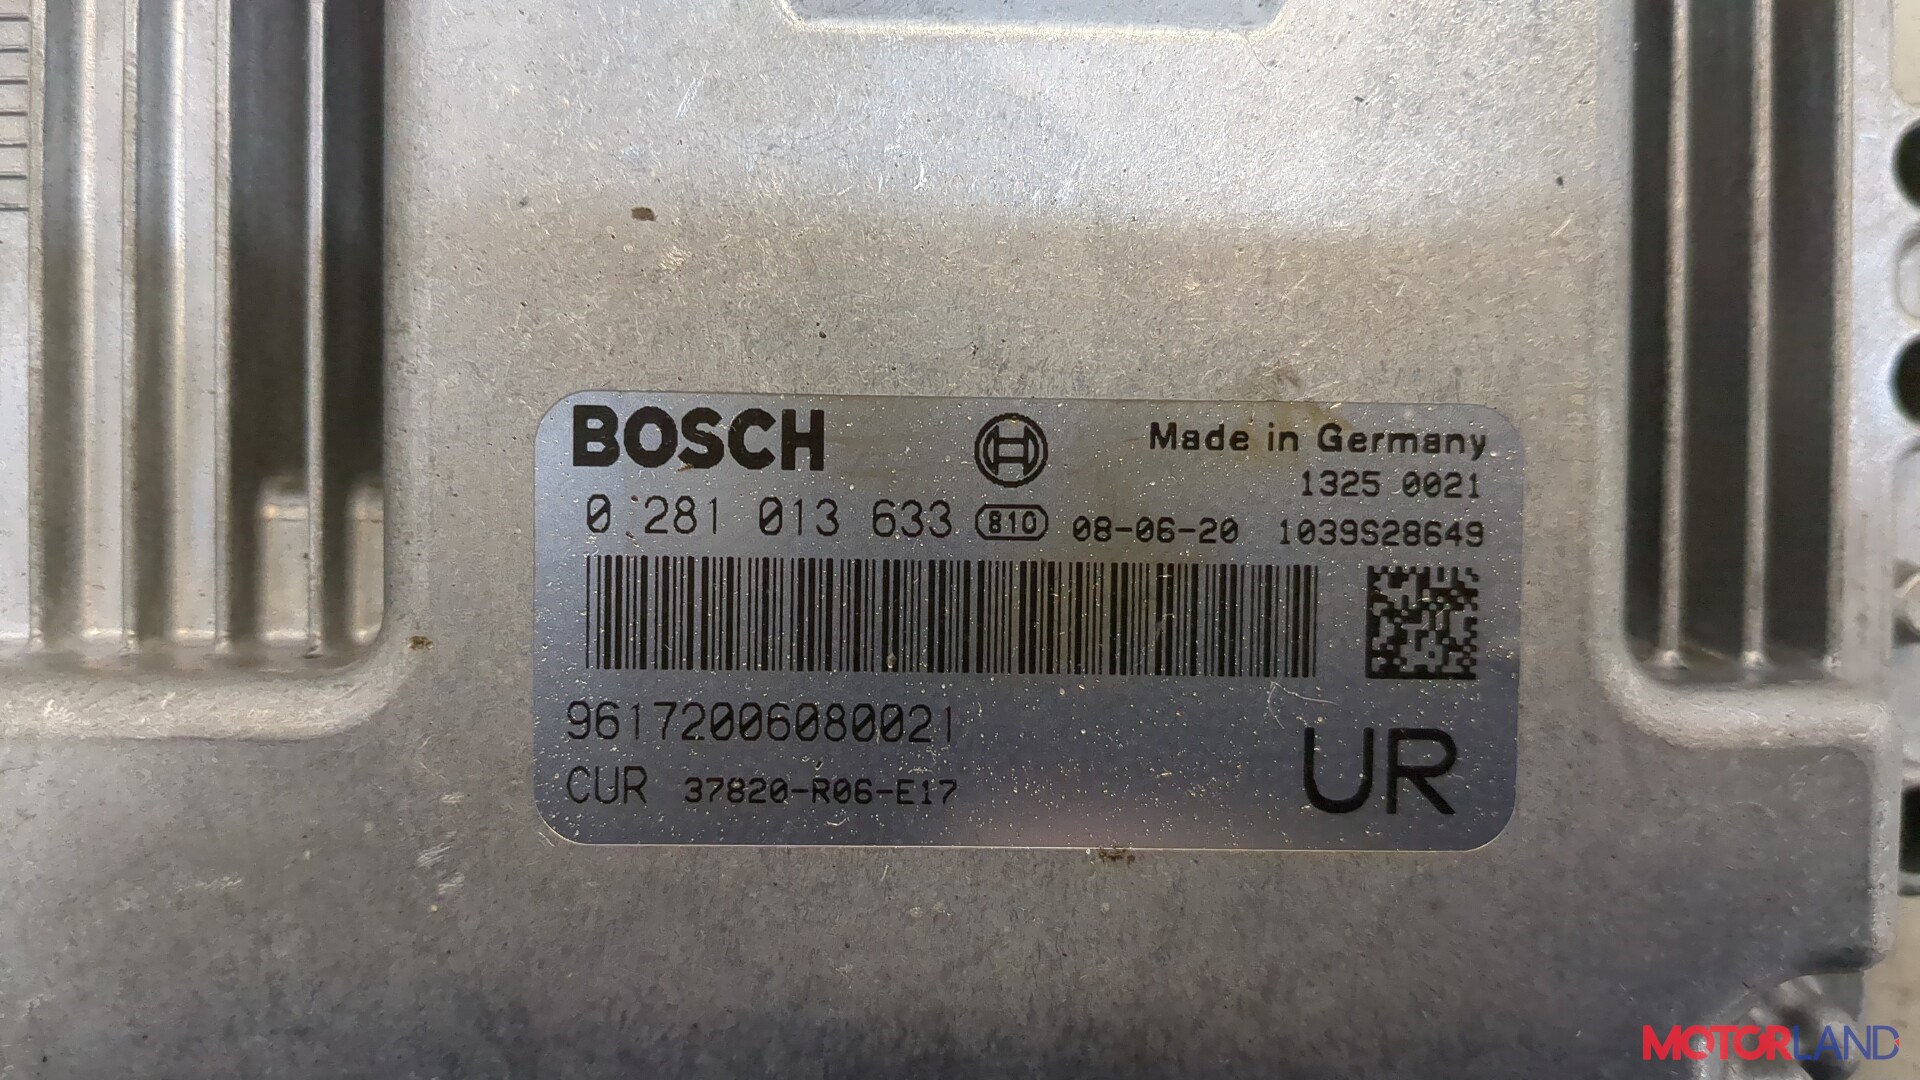 BOSCH
Made in Germany
1325 0021
0 281 013 633 810 08-06-20 1039S28649
96172006080021
CUR 37820-R06-E17
UR
MOTORLAND